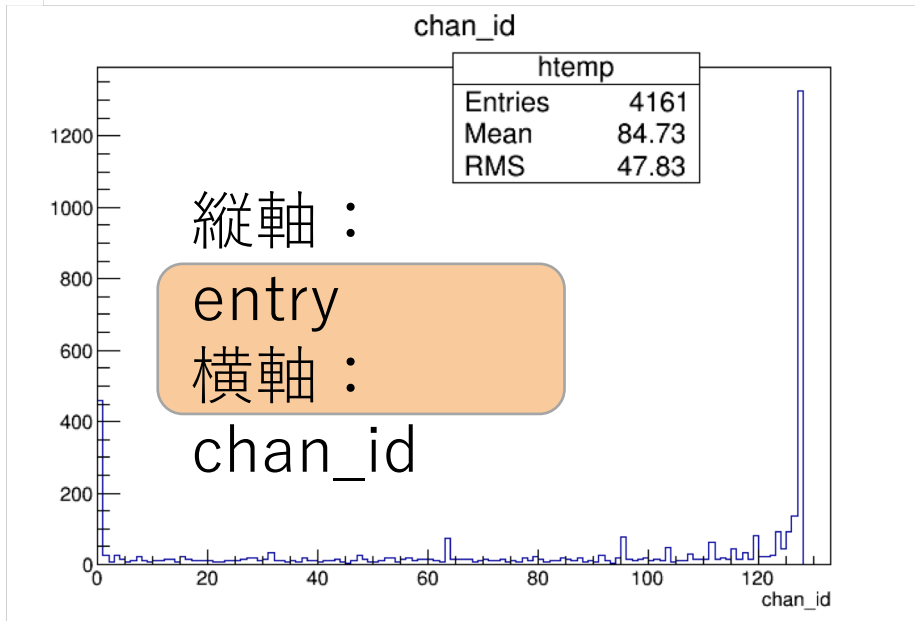 chan_id
htemp
Entries 4161
Mean 84.73
RMS 47.83
1200
1000
800
600
400
200
0
縦軸：
entry
横軸：
chan_id
0 20 40 60 80 100 120
chan_id